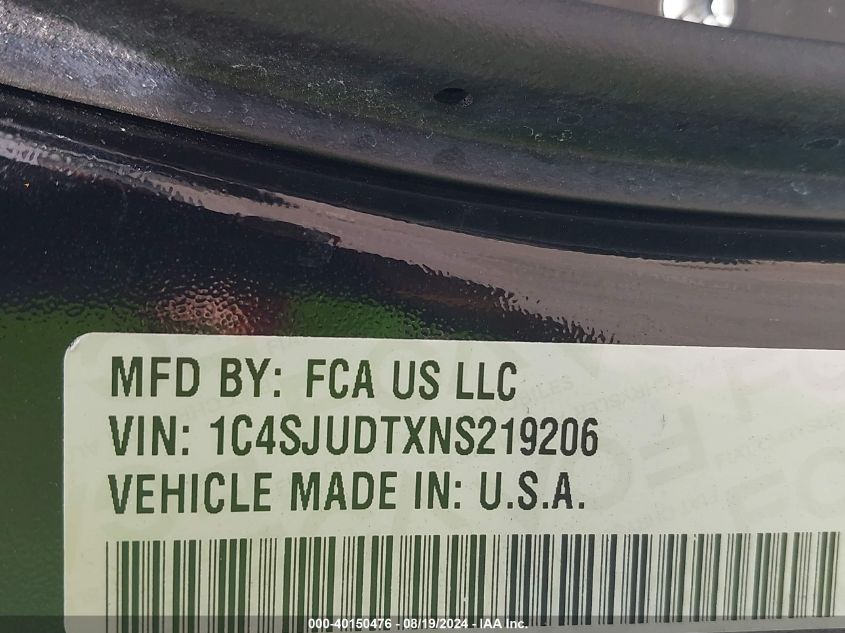 MFD BY: FCA US LLC
VIN: 1C4SJUDTXNS219206
VEHICLE MADE IN: U.S.A.
000-40150476 - 08/19/2024 - IAA Inc.